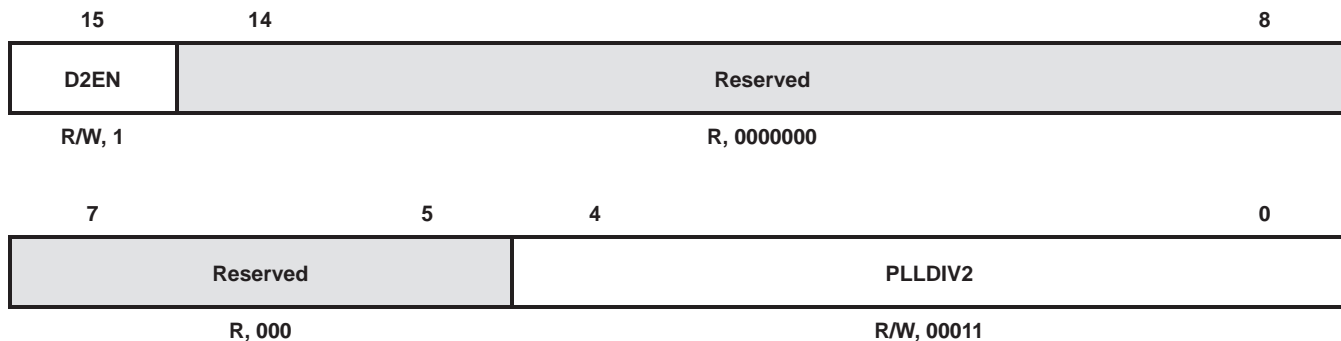 15 14 8
D2EN Reserved
R/W, 1 R, 0000000
7 5 4 0
Reserved PLLDIV2
R, 000 R/W, 00011